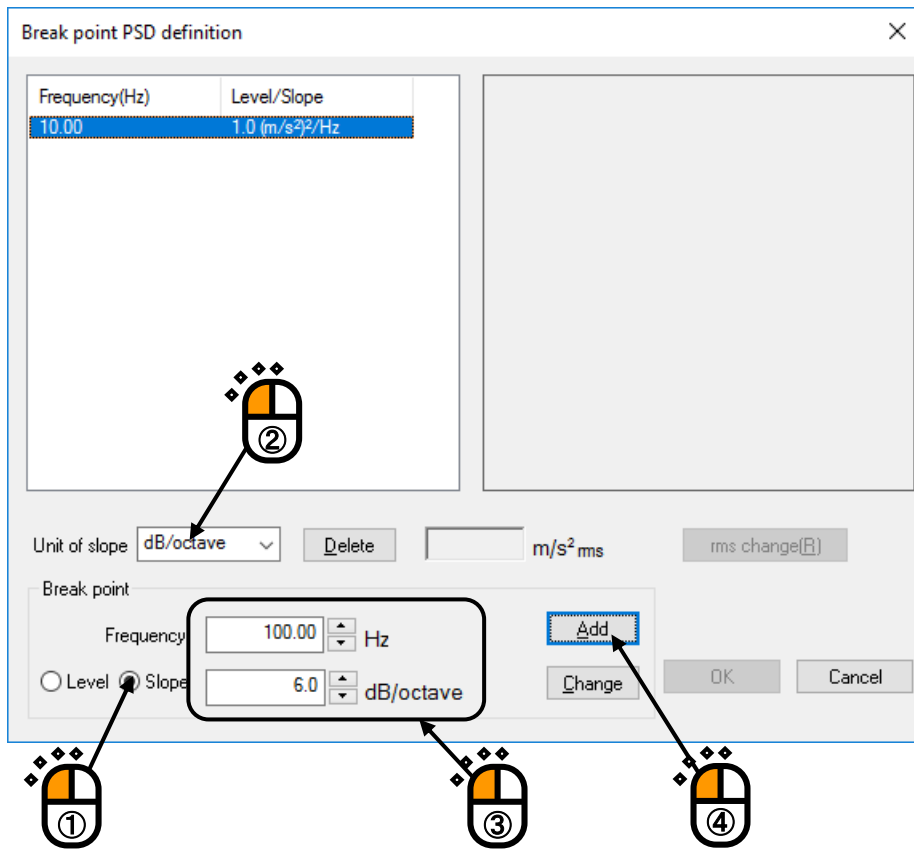 Break point PSD definition
Frequency(Hz) Level/Slope
10.00 1.0 (m/s²)²/Hz
②
Unit of slope dB/octave Delete m/s² rms rms change(R)
Break point
Frequency 100.00 Hz Add
Level Slope 6.0 dB/octave Change OK Cancel
① ③ ④